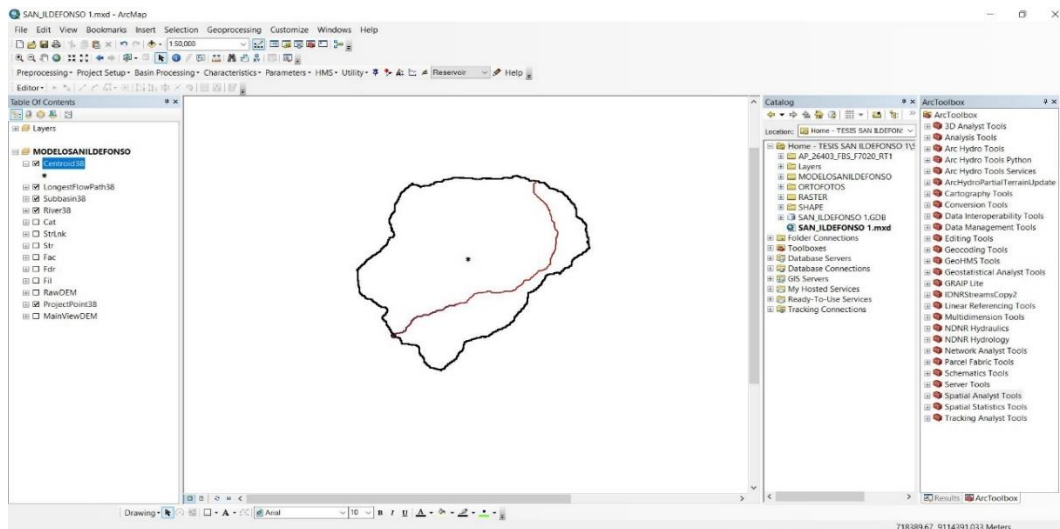 SAN_ILDEFONSO 1.mxd - ArcMap
File Edit View Bookmarks Insert Selection Geoprocessing Customize Windows Help
1:50,000
Preprocessing Project Setup Basin Processing Characteristics Parameters HMS Utility Reservoir Help
Editor
Table Of Contents
Layers
MODELOSANILDEFONSO
Centroid38
LongestFlowPath38
Subbasin38
River38
Cat
StrLnk
Str
Fac
Fdr
Fil
RawDEM
ProjectPoint38
MainViewDEM
Catalog
Location: Home - TESIS SAN ILDEFON
Home - TESIS SAN ILDEFONSO 1\S
AP_26403_FBS_F7020_RT1
Layers
MODELOSANILDEFONSO
ORTOFOTOS
RASTER
SHAPE
SAN_ILDEFONSO 1.GDB
SAN_ILDEFONSO 1.mxd
Folder Connections
Toolboxes
Database Servers
Database Connections
GIS Servers
My Hosted Services
Ready-To-Use Services
Tracking Connections
ArcToolbox
ArcToolbox
3D Analyst Tools
Analysis Tools
Arc Hydro Tools
Arc Hydro Tools Python
Arc Hydro Tools Services
ArcHydroPartialTerrainUpdate
Cartography Tools
Conversion Tools
Data Interoperability Tools
Data Management Tools
Editing Tools
Geocoding Tools
GeoHMS Tools
Geostatistical Analyst Tools
GRAIP Lite
IDNRStreamsCopy2
Linear Referencing Tools
Multidimension Tools
NDNR Hydraulics
NDNR Hydrology
Network Analyst Tools
Parcel Fabric Tools
Schematics Tools
Server Tools
Spatial Analyst Tools
Spatial Statistics Tools
Tracking Analyst Tools
Results ArcToolbox
Drawing A Arial 10 B I U A
718389.67 9114391.033 Meters